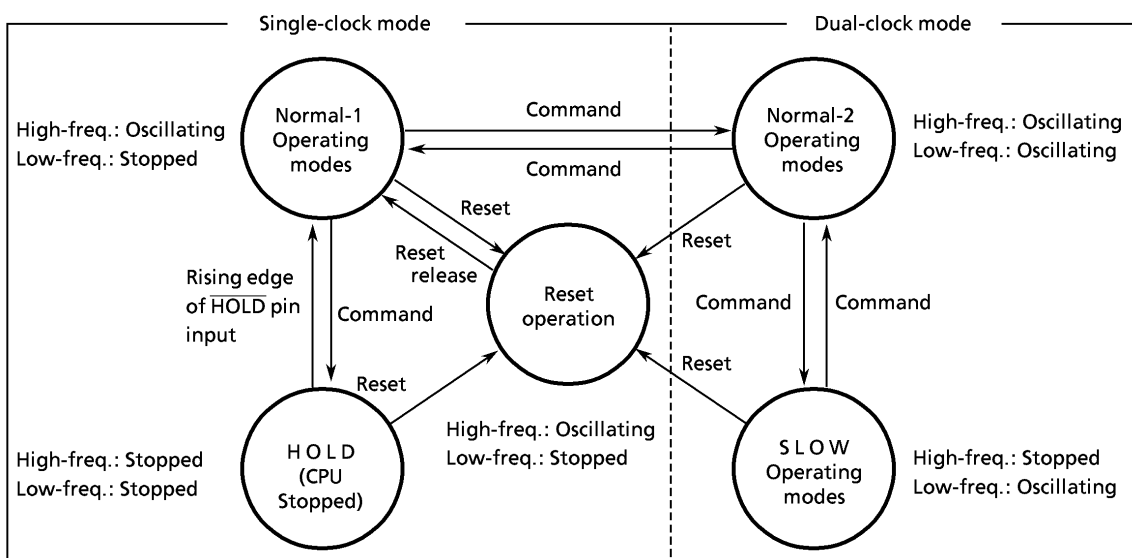 Single-clock mode
Dual-clock mode
High-freq.: Oscillating
Low-freq.: Stopped
Normal-1
Operating
modes
Command
Command
Normal-2
Operating
modes
High-freq.: Oscillating
Low-freq.: Oscillating
Reset
Reset
release
Reset
Rising edge
of H̅O̅L̅D̅ pin
input
Command
Reset
operation
Command
Command
Reset
Reset
High-freq.: Oscillating
Low-freq.: Stopped
High-freq.: Stopped
Low-freq.: Stopped
H O L D
(CPU
Stopped)
S L O W
Operating
modes
High-freq.: Stopped
Low-freq.: Oscillating